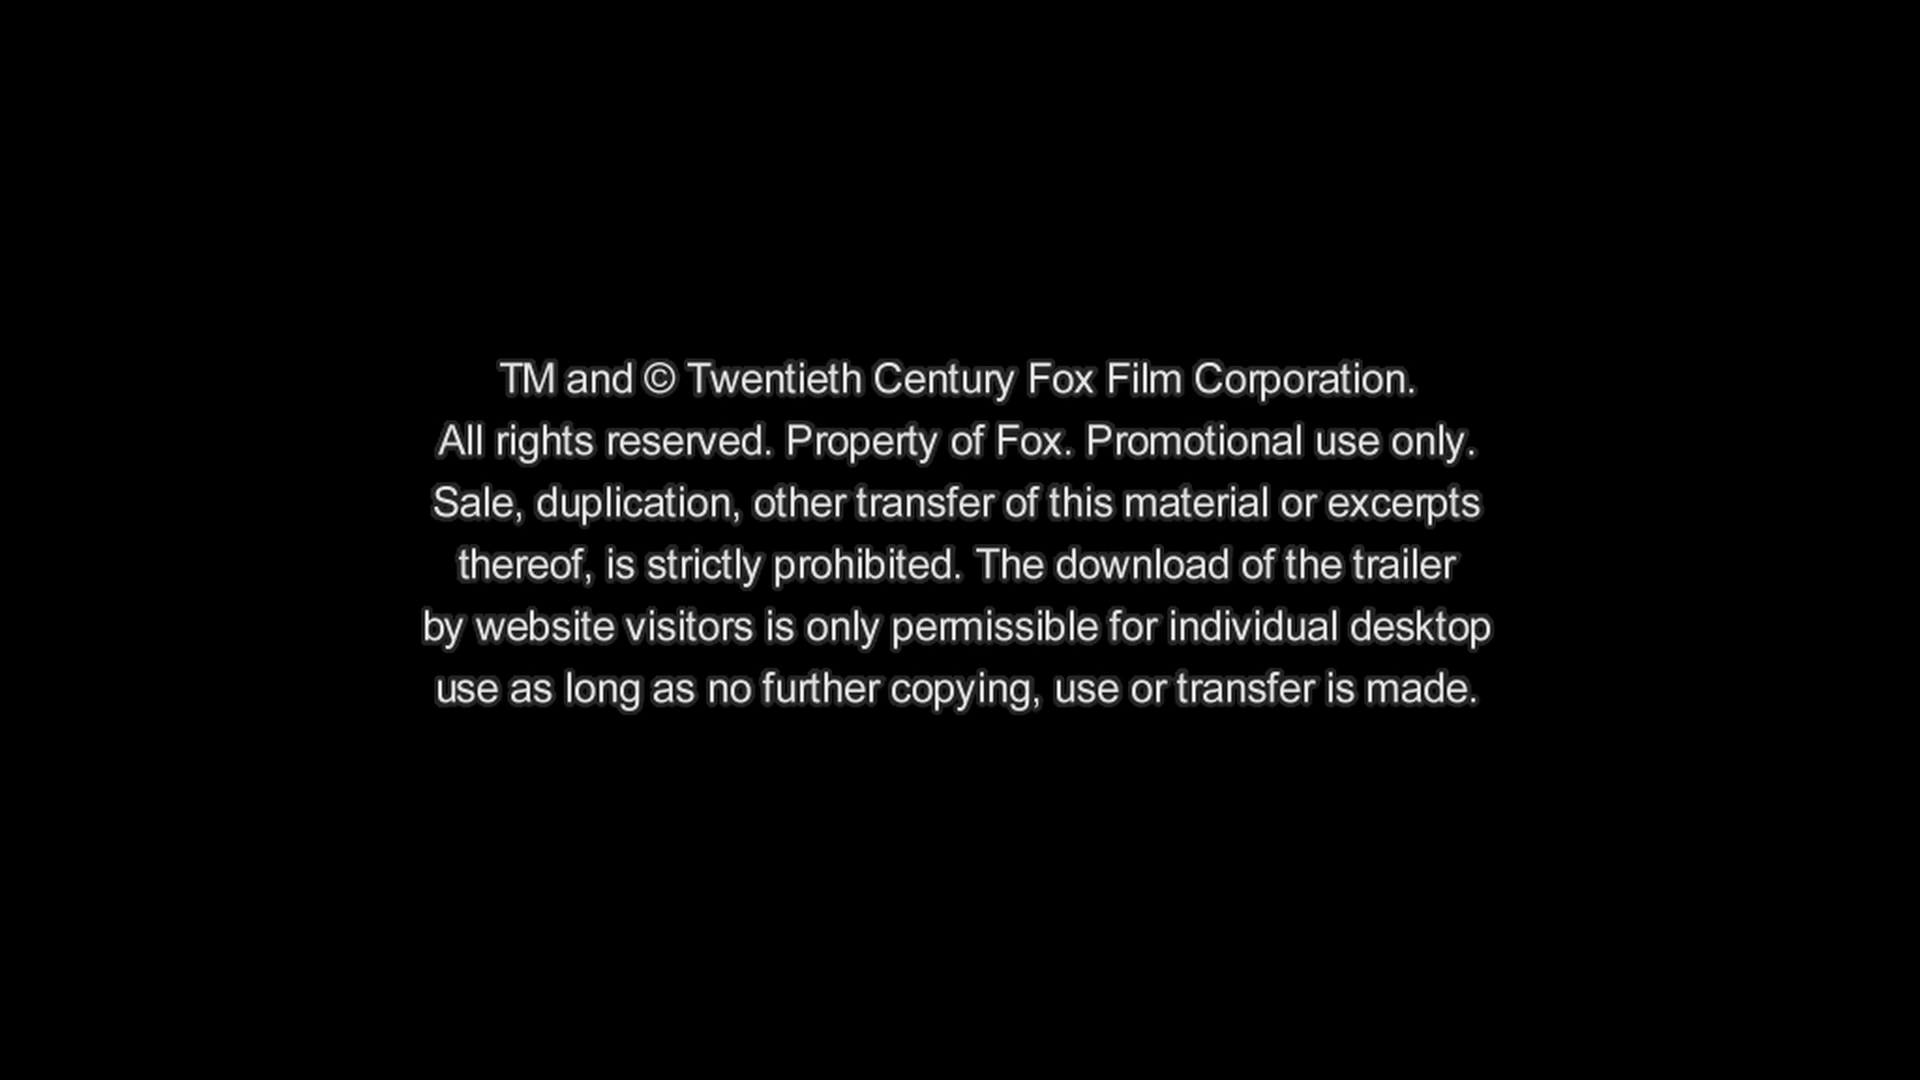 TM and © Twentieth Century Fox Film Corporation.
All rights reserved. Property of Fox. Promotional use only.
Sale, duplication, other transfer of this material or excerpts
thereof, is strictly prohibited. The download of the trailer
by website visitors is only permissible for individual desktop
use as long as no further copying, use or transfer is made.